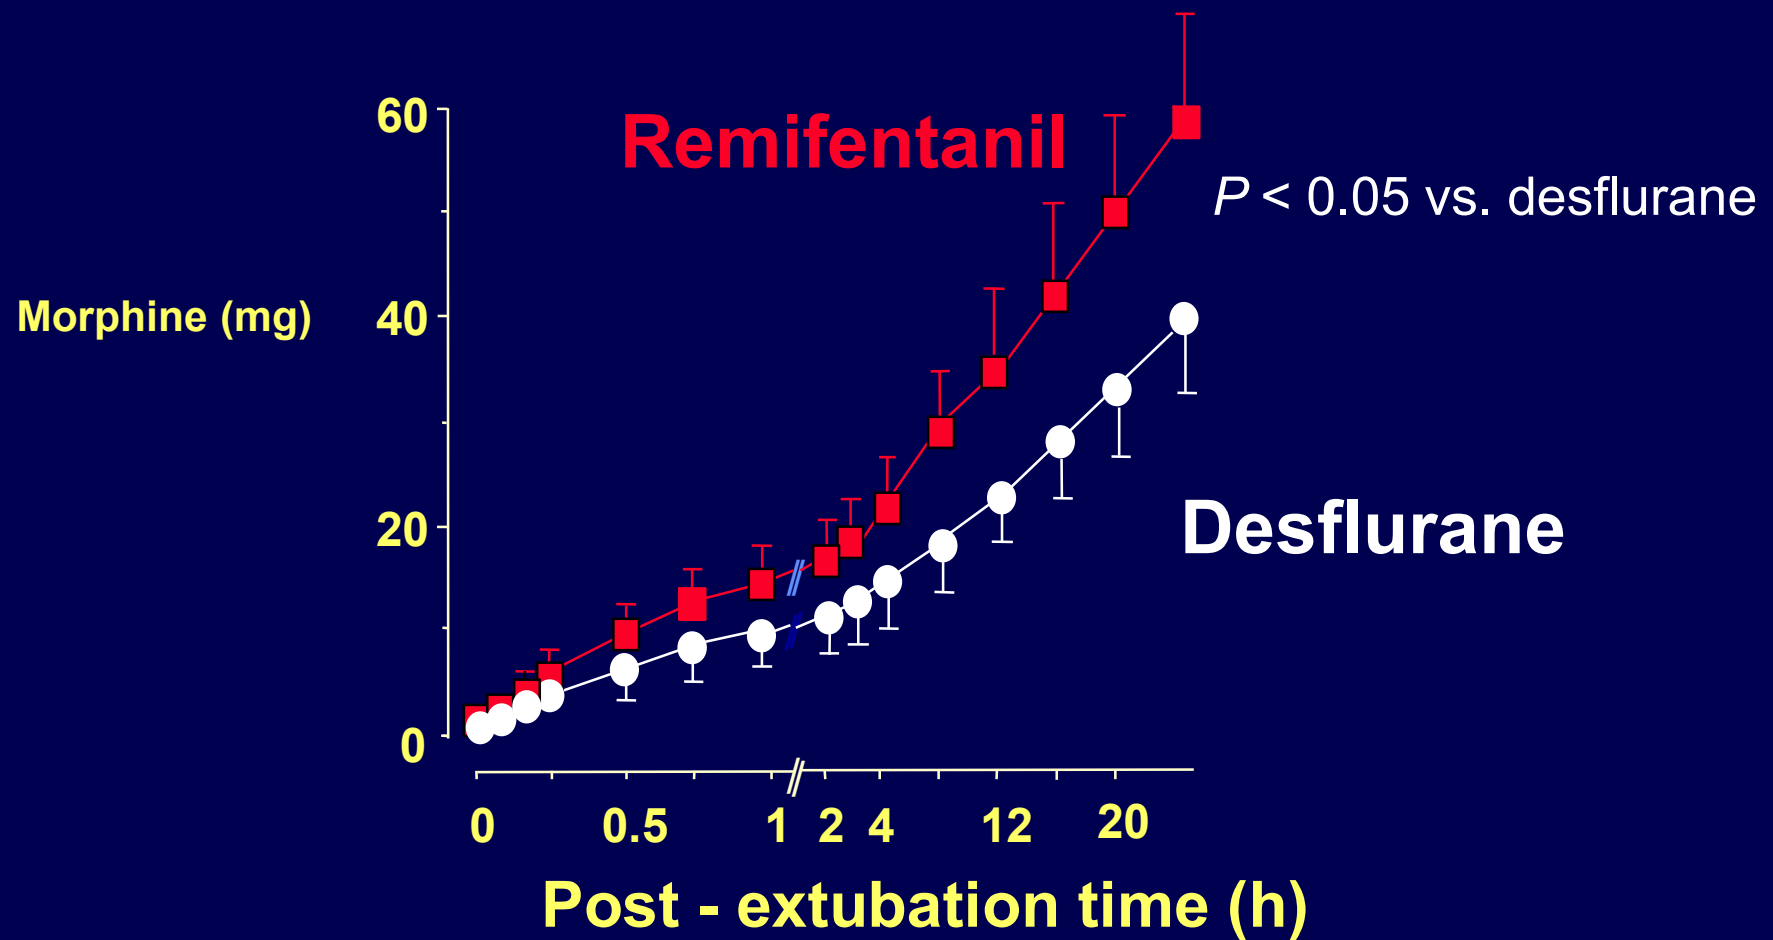 60
Remifentanil
P < 0.05 vs. desflurane
Morphine (mg)
40
20
Desflurane
0
0 0.5 1 2 4 12 20
Post - extubation time (h)